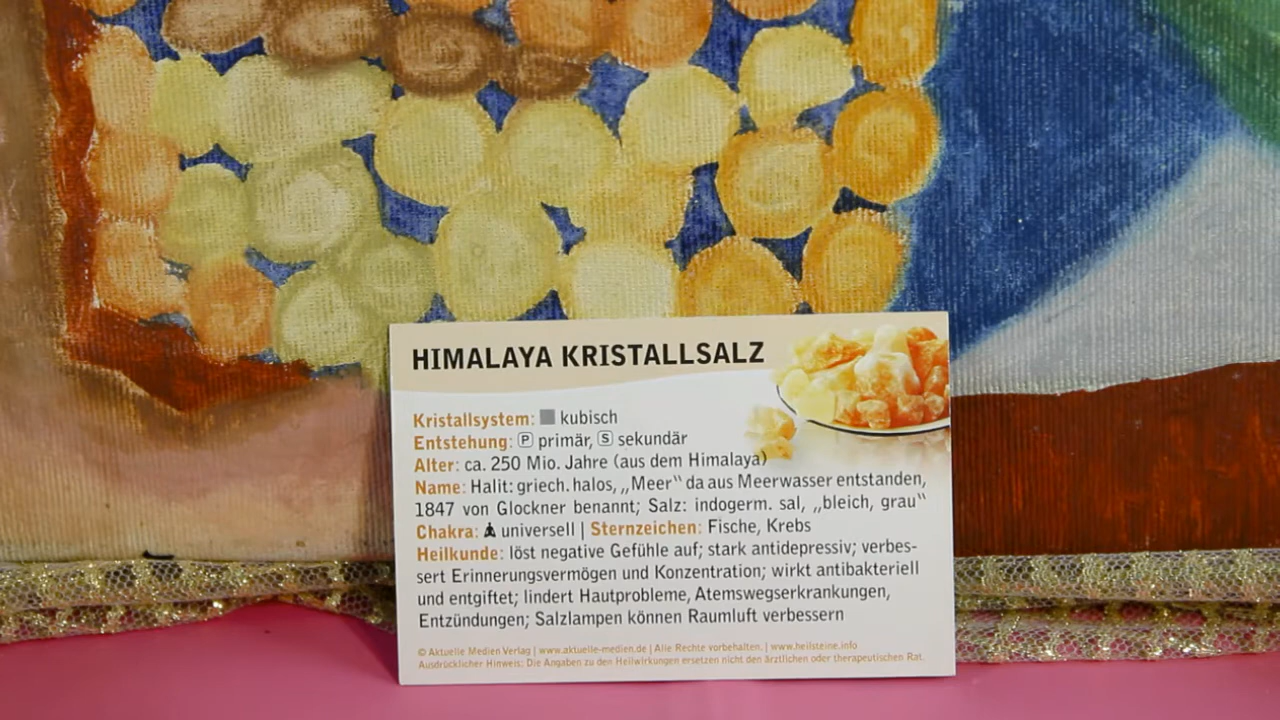 HIMALAYA KRISTALLSALZ
Kristallsystem: kubisch
Entstehung: P primär, S sekundär
Alter: ca. 250 Mio. Jahre (aus dem Himalaya)
Name: Halit: griech. halos, „Meer“ da aus Meerwasser entstanden,
1847 von Glockner benannt; Salz: indogerm. sal, „bleich, grau“
Chakra: universell | Sternzeichen: Fische, Krebs
Heilkunde: löst negative Gefühle auf; stark antidepressiv; verbes-
sert Erinnerungsvermögen und Konzentration; wirkt antibakteriell
und entgiftet; lindert Hautprobleme, Atemswegserkrankungen,
Entzündungen; Salzlampen können Raumluft verbessern
© Aktuelle Medien Verlag | www.aktuelle-medien.de | Alle Rechte vorbehalten. | www.heilsteine.info
Ausdrücklicher Hinweis: Die Angaben zu den Heilwirkungen ersetzen nicht den ärztlichen oder therapeutischen Rat.